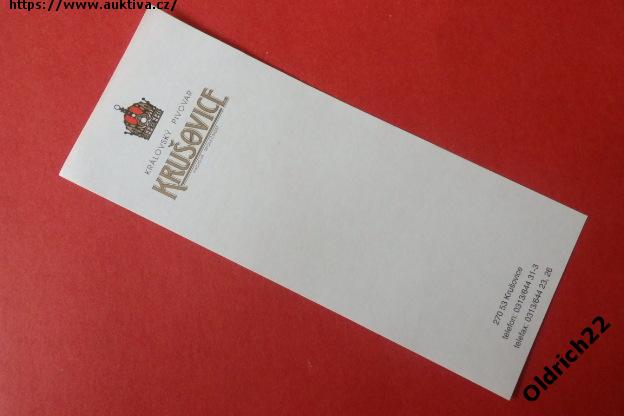 https://www.auktiva.cz/
KRÁLOVSKÝ PIVOVAR
KRUŠOVICE
270 53 Krušovice
telefon: 0313/644 31-3
telefax: 0313/644 23, 26
Oldrich22